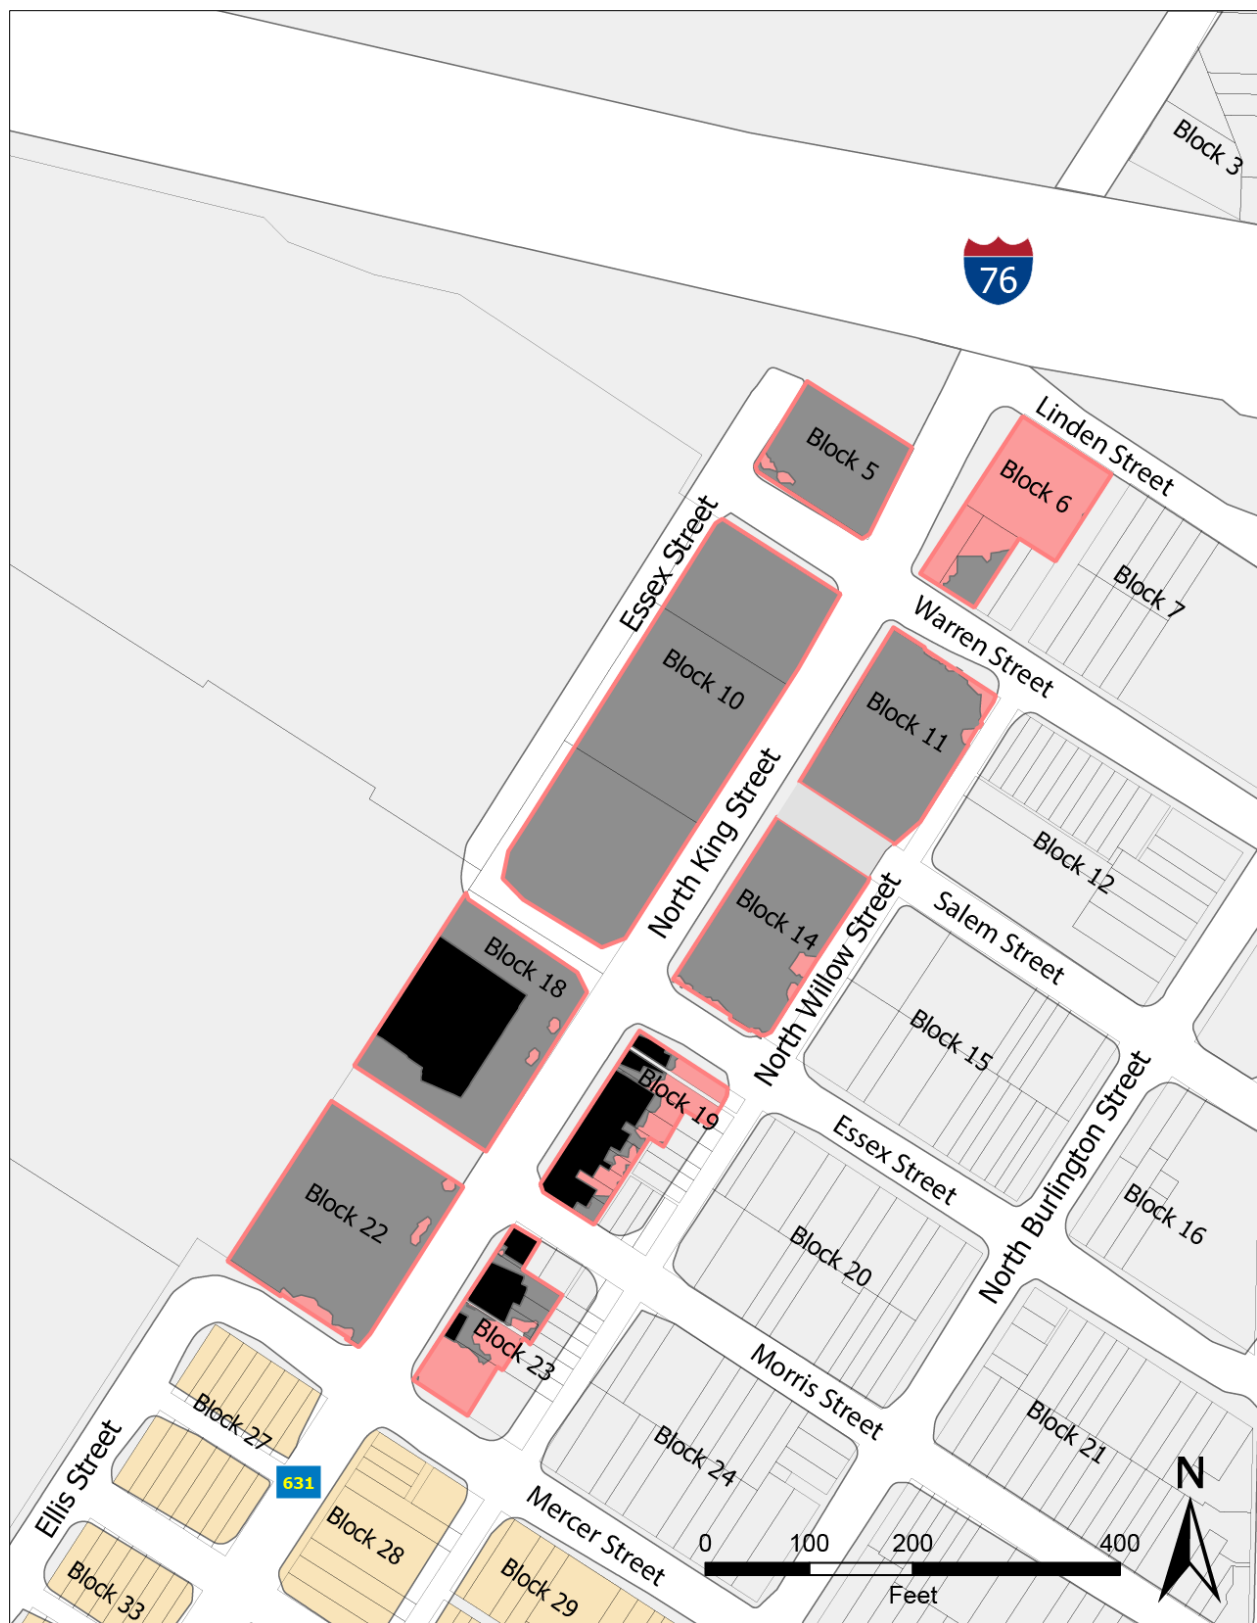 Block 3
76
Linden Street
Block 5
Block 6
Essex Street
Block 7
Warren Street
Block 10
Block 11
North King Street
Block 12
Block 14
North Willow Street
Salem Street
Block 18
Block 15
Block 19
North Burlington Street
Essex Street
Block 16
Block 22
Block 20
Block 23
Morris Street
Block 27
Block 21
Block 24
Ellis Street
631
N
Mercer Street
Block 28
0 100 200 400
Feet
Block 29
Block 33